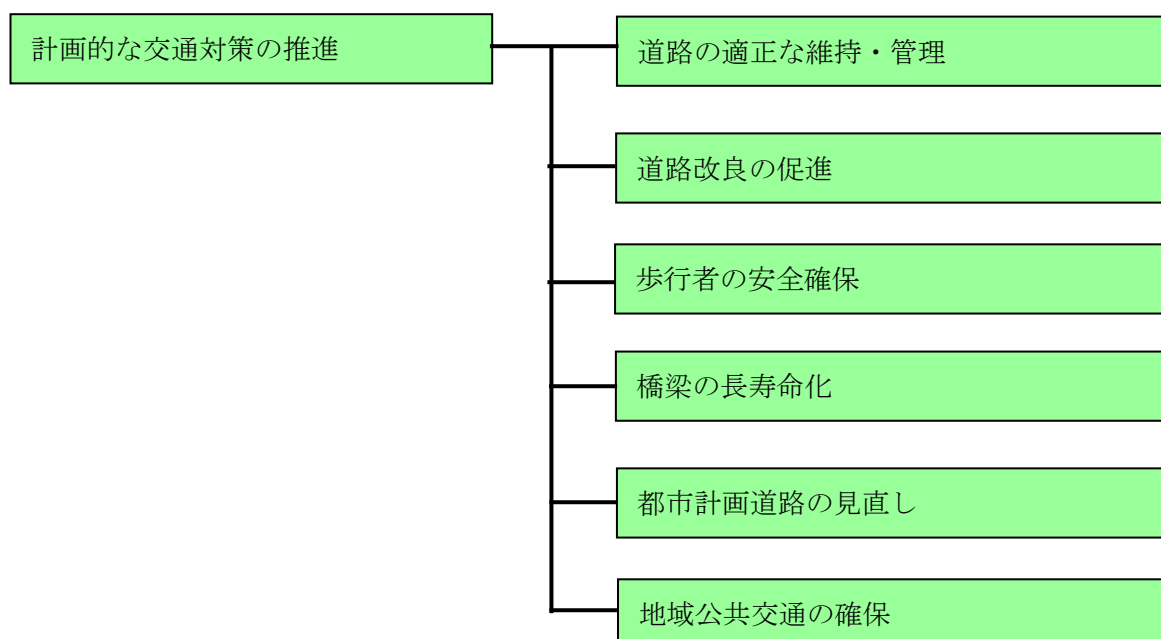 計画的な交通対策の推進
道路の適正な維持・管理
道路改良の促進
歩行者の安全確保
橋梁の長寿命化
都市計画道路の見直し
地域公共交通の確保